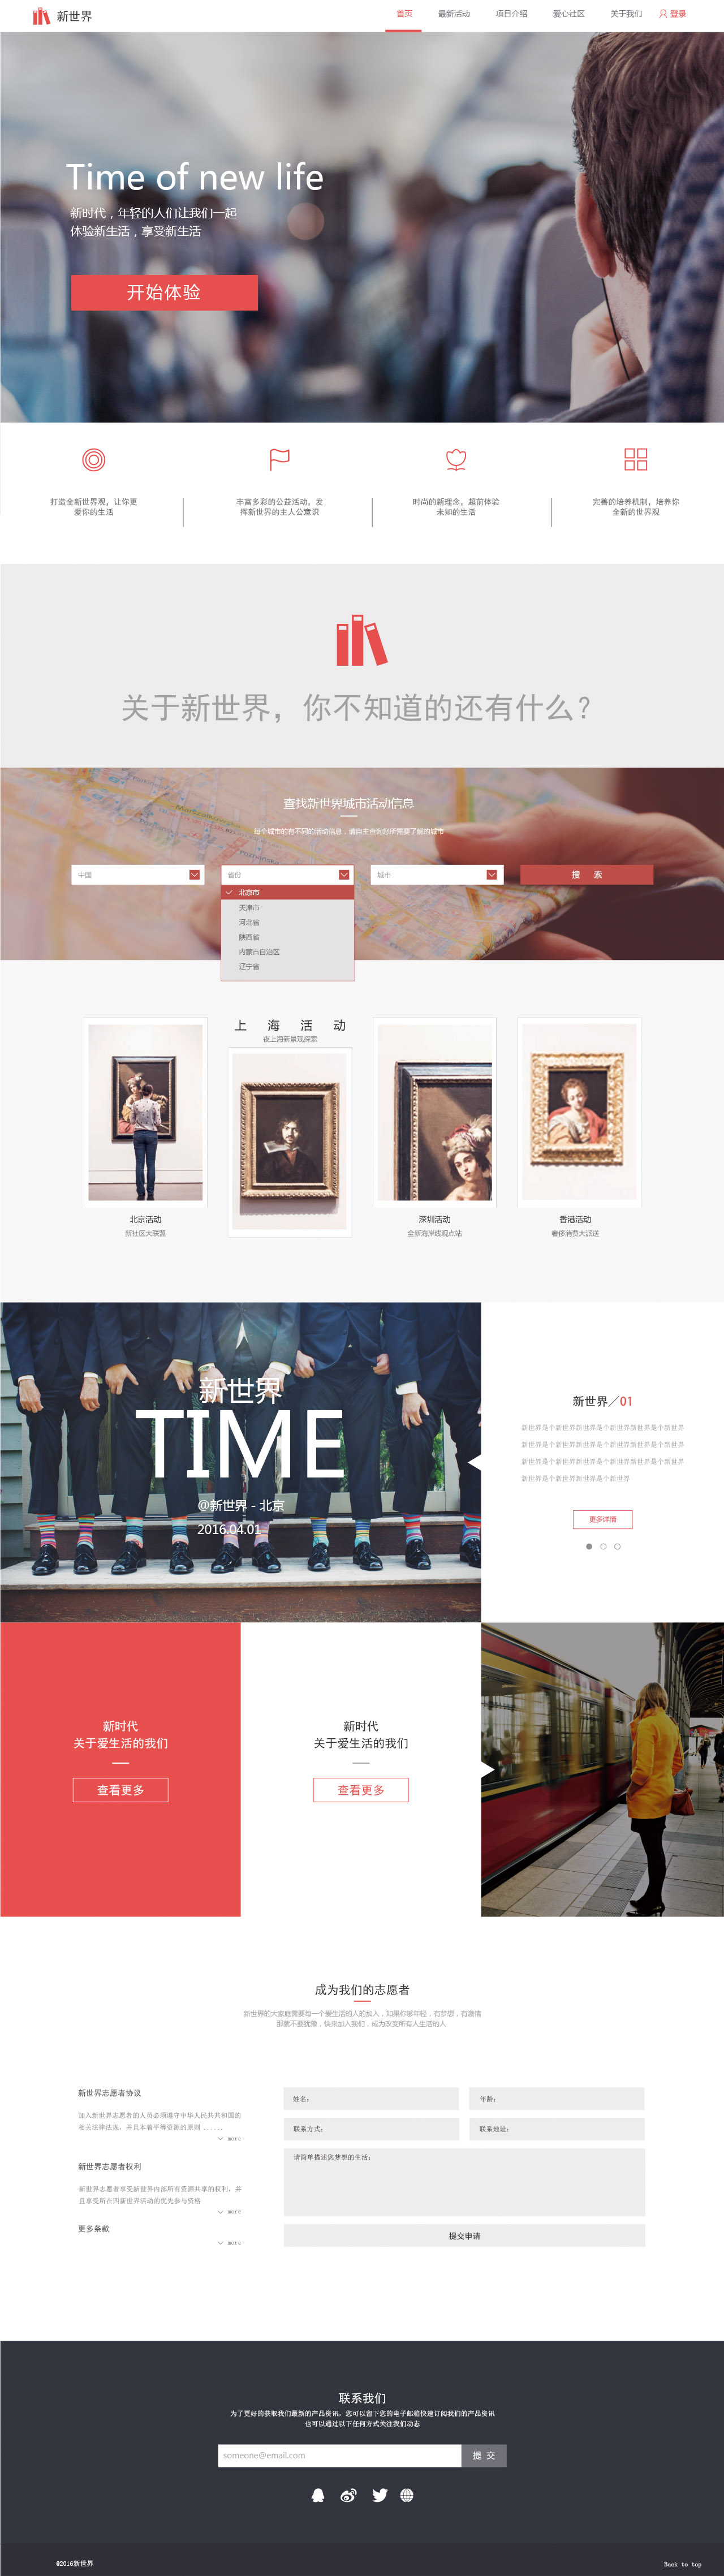 新世界
首页
最新活动
项目介绍
爱心社区
关于我们
登录
Time of new life
新时代，年轻的人们让我们一起
体验新生活，享受新生活
开始体验
打造全新世界观，让你更
爱你的生活
丰富多彩的公益活动，发
挥新世界的主人公意识
时尚的新理念，超前体验
未知的生活
完善的培养机制，培养你
全新的世界观
关于新世界，你不知道的还有什么？
查找新世界城市活动信息
每个城市的有不同的活动信息，请自主查阅您所需要了解的城市
中国
省份
城市
搜 索
北京市
天津市
河北省
陕西省
内蒙古自治区
辽宁省
上 海 活 动
夜上海新景观探索
北京活动
新社区大联盟
深圳活动
全新海岸线观点站
香港活动
奢侈消费大派送
新世界
TIME
@新世界 - 北京
2016.04.01
新世界／01
新世界是个新世界新世界是个新世界新世界是个新世界
新世界是个新世界新世界是个新世界新世界是个新世界
新世界是个新世界新世界是个新世界新世界是个新世界
新世界是个新世界新世界是个新世界
更多详情
新时代
关于爱生活的我们
查看更多
新时代
关于爱生活的我们
查看更多
成为我们的志愿者
新世界的大家庭需要每一个爱生活的人的加入，如果你够年轻，有梦想，有激情
那就不要犹豫，快来加入我们，成为改变所有人生活的人
新世界志愿者协议
加入新世界志愿者的人员必须遵守中华人民共共和国的
相关法律法规，并且本着平等资源的原则 ......
more
新世界志愿者权利
新世界志愿者享受新世界内部所有资源共享的权利，并
且享受所在四新世界活动的优先参与资格
more
更多条款
more
姓名：
年龄：
联系方式：
联系地址：
请简单描述您梦想的生活：
提交申请
联系我们
为了更好的获取我们最新的产品资讯，您可以留下您的电子邮箱快速订阅我们的产品资讯
也可以通过以下任何方式关注我们动态
someone@email.com
提 交
@2016新世界
Back to top